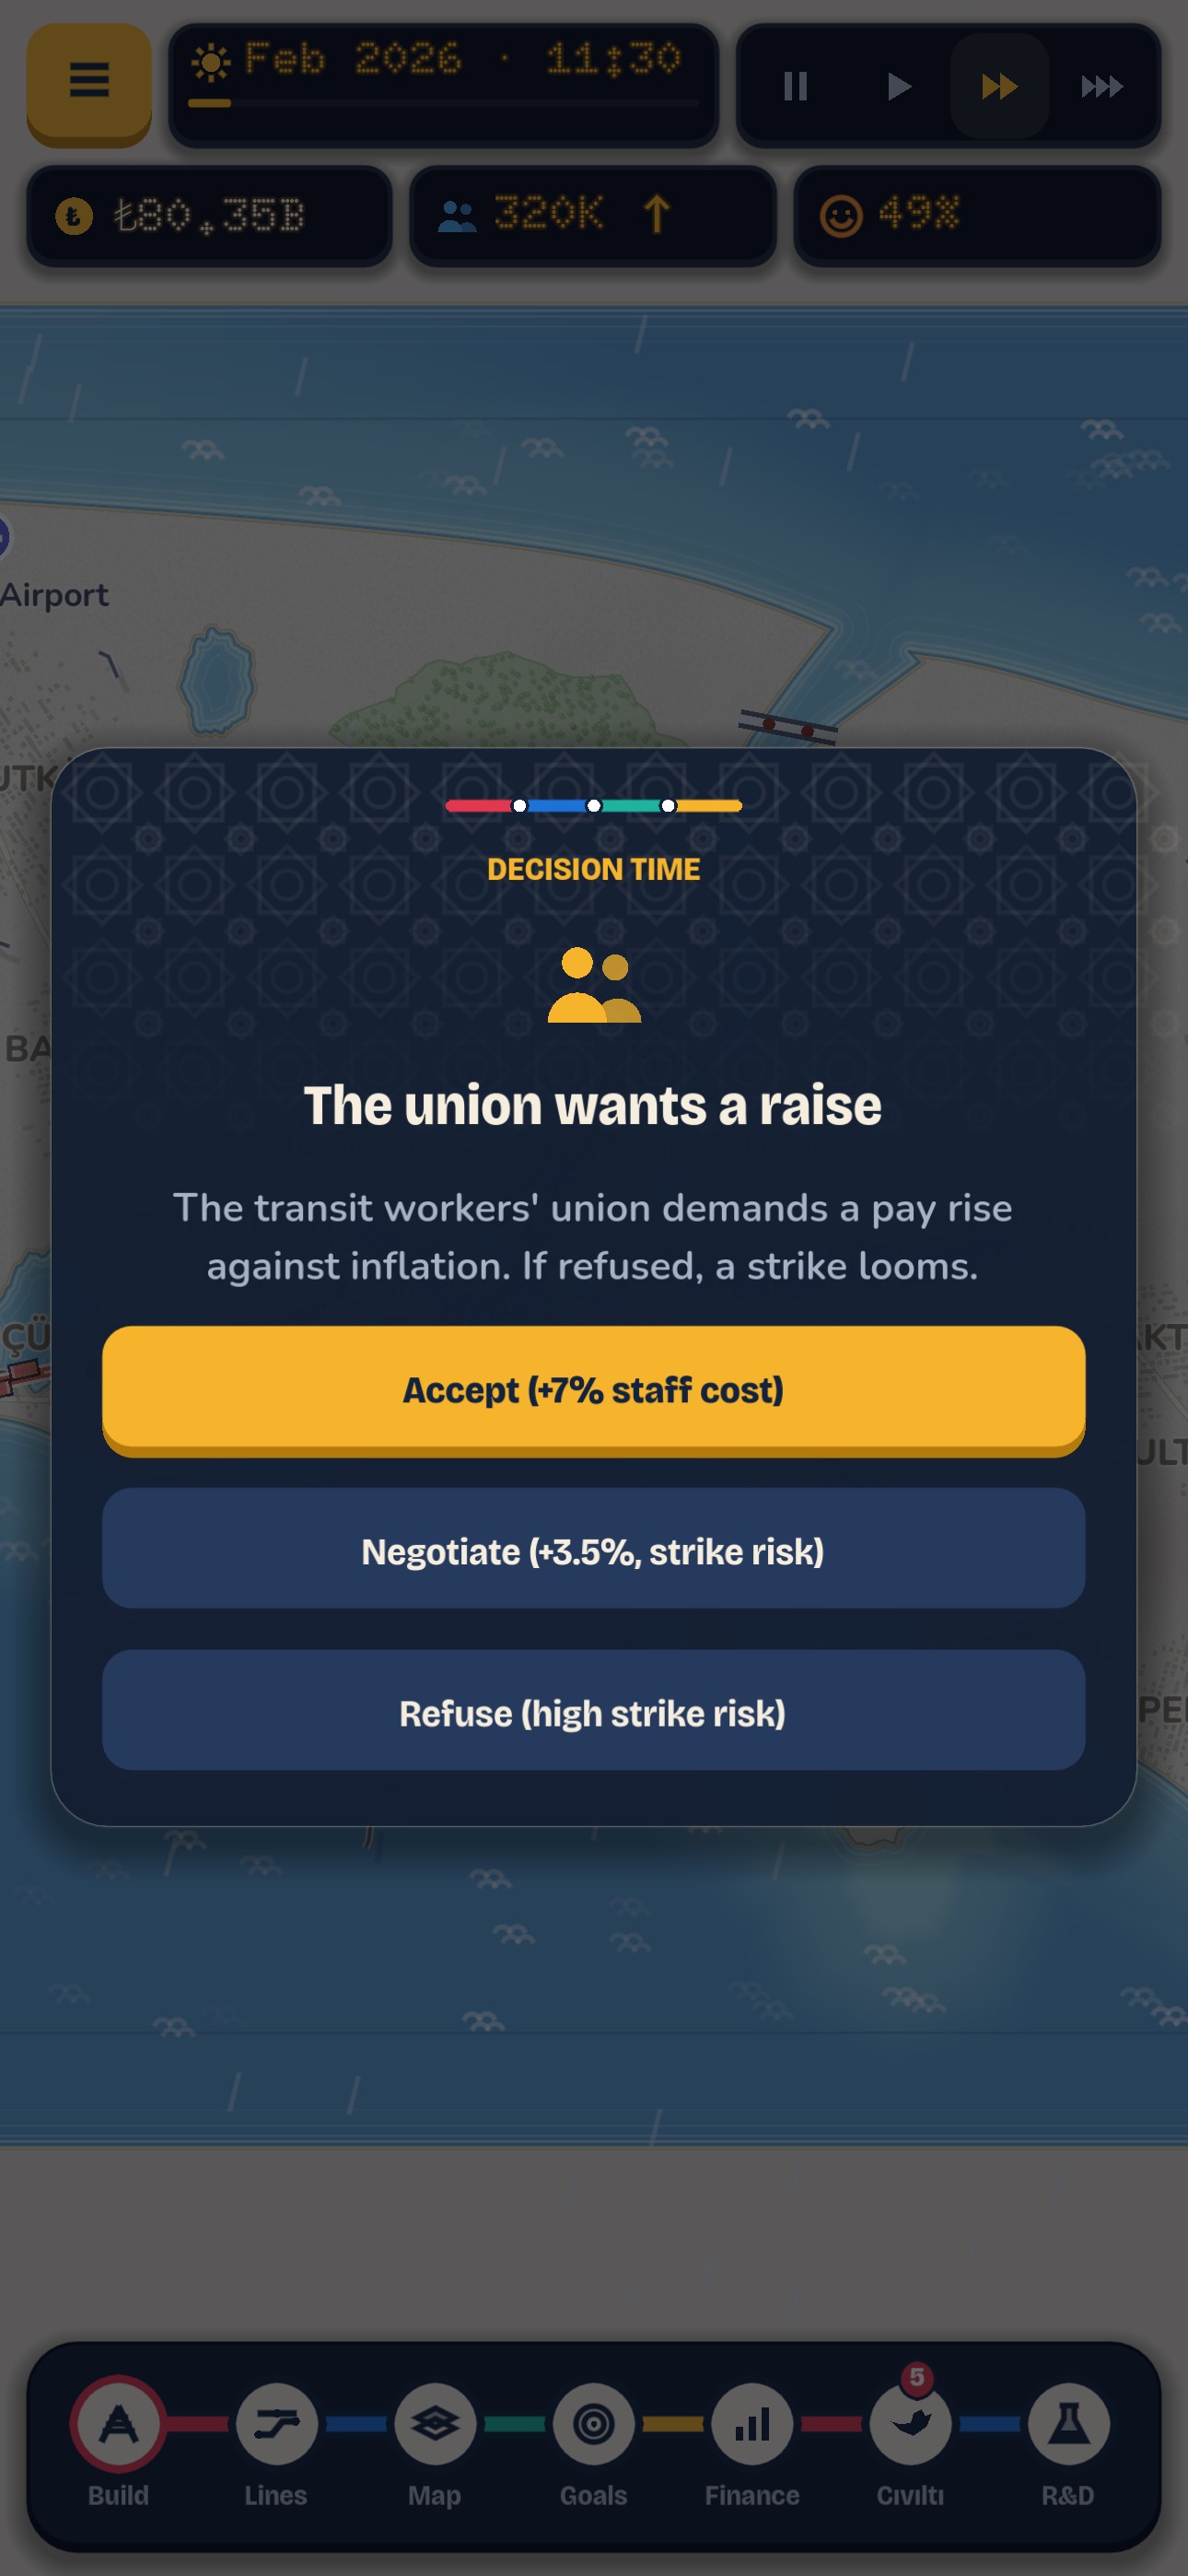 Feb 2026 · 11:30
₺80.35B
320K ↑
49%
Airport
DECISION TIME
The union wants a raise
The transit workers' union demands a pay rise
against inflation. If refused, a strike looms.
Accept (+7% staff cost)
Negotiate (+3.5%, strike risk)
Refuse (high strike risk)
5
Build
Lines
Map
Goals
Finance
Cıvıltı
R&D